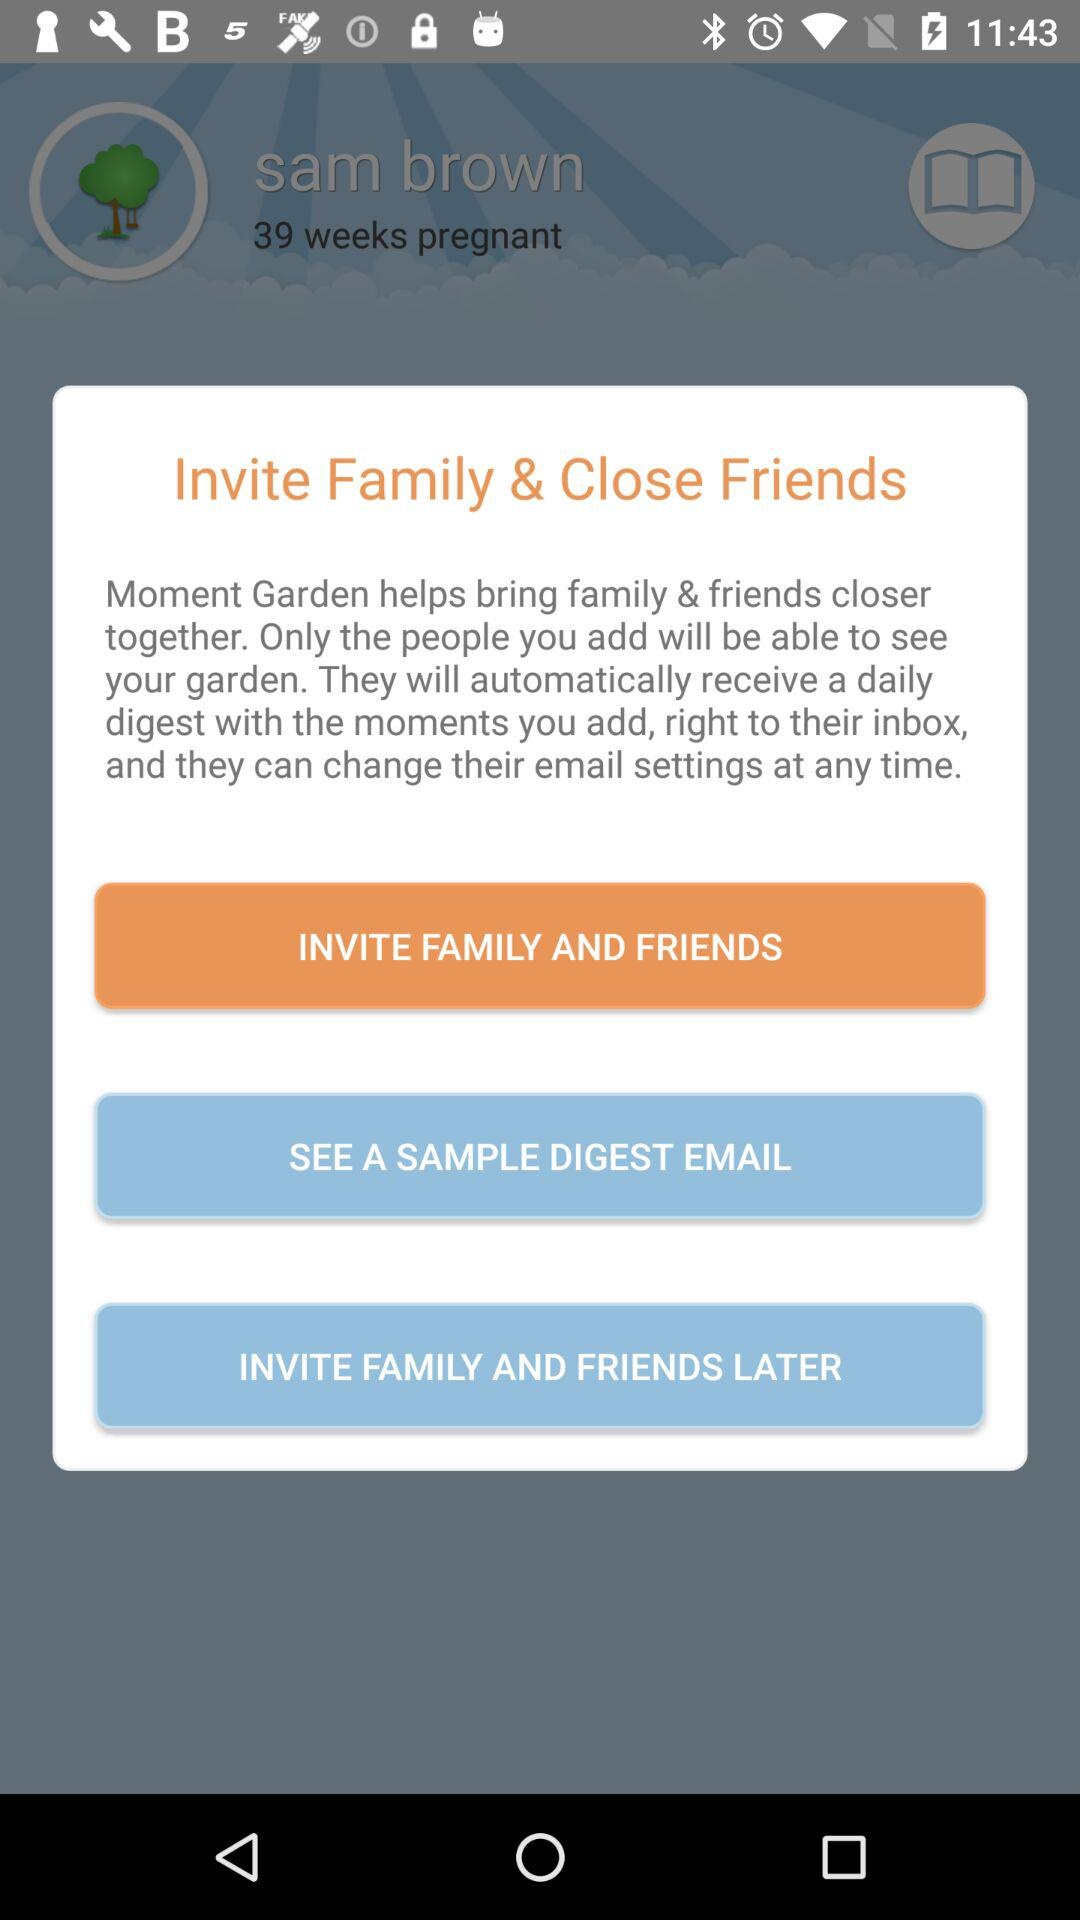 B 5 FAKE 11:43
sam brown
39 weeks pregnant
Invite Family & Close Friends
Moment Garden helps bring family & friends closer
together. Only the people you add will be able to see
your garden. They will automatically receive a daily
digest with the moments you add, right to their inbox,
and they can change their email settings at any time.
INVITE FAMILY AND FRIENDS
SEE A SAMPLE DIGEST EMAIL
INVITE FAMILY AND FRIENDS LATER